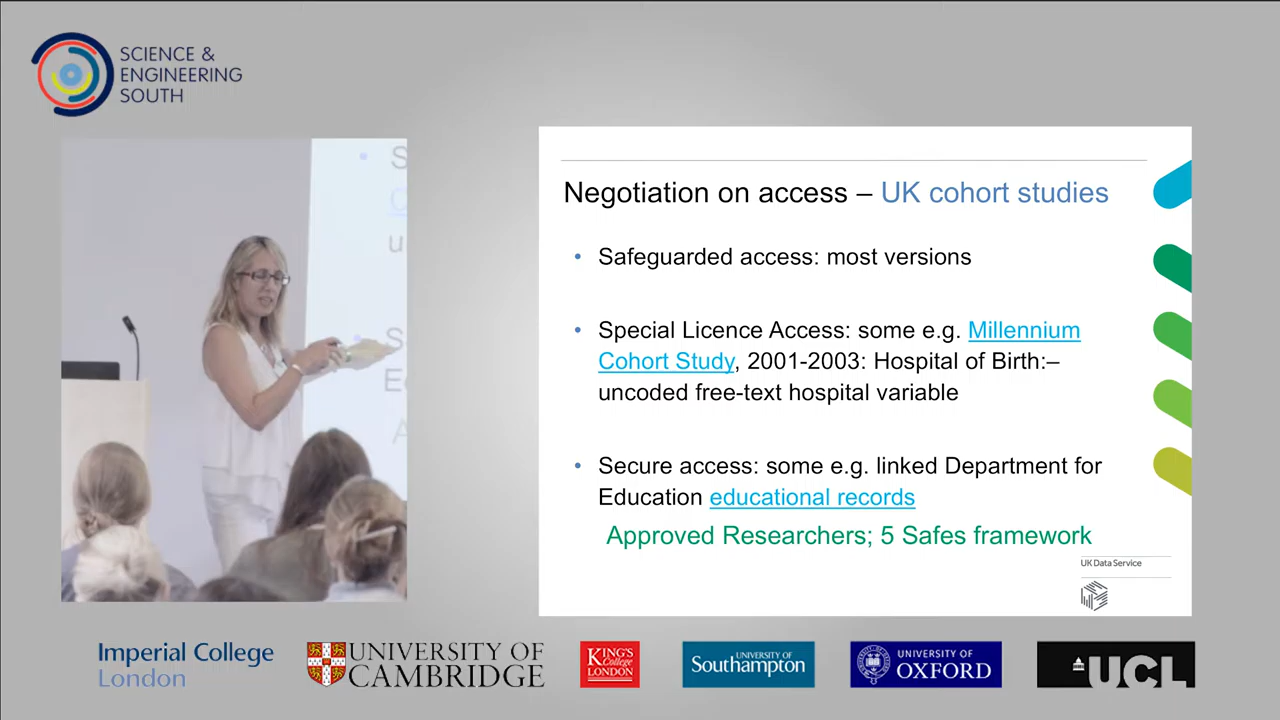 SCIENCE &
ENGINEERING
SOUTH
Negotiation on access – UK cohort studies
• Safeguarded access: most versions
• Special Licence Access: some e.g. Millennium
Cohort Study, 2001-2003: Hospital of Birth:–
uncoded free-text hospital variable
• Secure access: some e.g. linked Department for
Education educational records
Approved Researchers; 5 Safes framework
UK Data Service
Imperial College
London
UNIVERSITY OF
CAMBRIDGE
KING'S
College
LONDON
UNIVERSITY OF
Southampton
UNIVERSITY OF
OXFORD
UCL